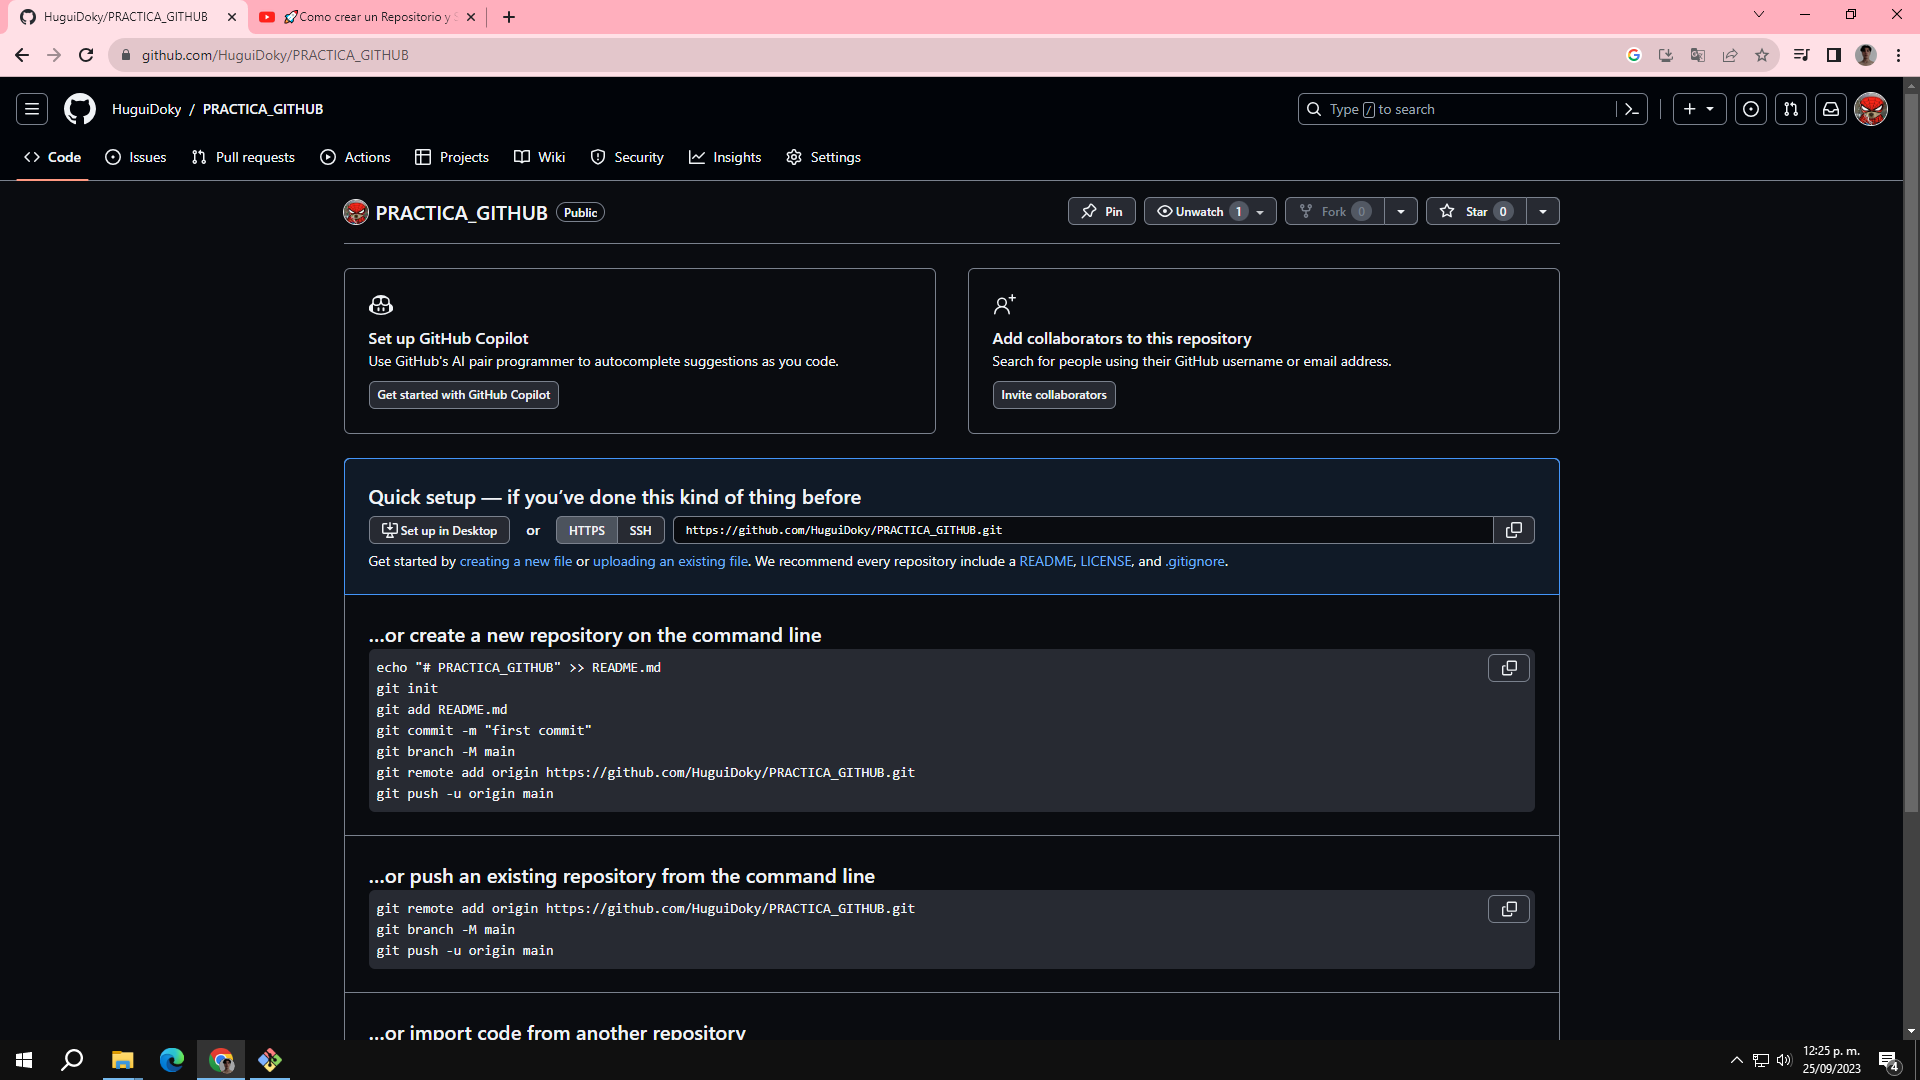 HuguiDoky/PRACTICA_GITHUB
Como crear un Repositorio y
github.com/HuguiDoky/PRACTICA_GITHUB
HuguiDoky / PRACTICA_GITHUB
Type / to search
Code Issues Pull requests Actions Projects Wiki Security Insights Settings
PRACTICA_GITHUB Public
Pin Unwatch 1 Fork 0 Star 0
Set up GitHub Copilot
Use GitHub's AI pair programmer to autocomplete suggestions as you code.
Get started with GitHub Copilot
Add collaborators to this repository
Search for people using their GitHub username or email address.
Invite collaborators
Quick setup — if you’ve done this kind of thing before
Set up in Desktop or HTTPS SSH https://github.com/HuguiDoky/PRACTICA_GITHUB.git
Get started by creating a new file or uploading an existing file. We recommend every repository include a README, LICENSE, and .gitignore.
…or create a new repository on the command line
echo "# PRACTICA_GITHUB" >> README.md
git init
git add README.md
git commit -m "first commit"
git branch -M main
git remote add origin https://github.com/HuguiDoky/PRACTICA_GITHUB.git
git push -u origin main
…or push an existing repository from the command line
git remote add origin https://github.com/HuguiDoky/PRACTICA_GITHUB.git
git branch -M main
git push -u origin main
…or import code from another repository
12:25 p. m.
25/09/2023
4